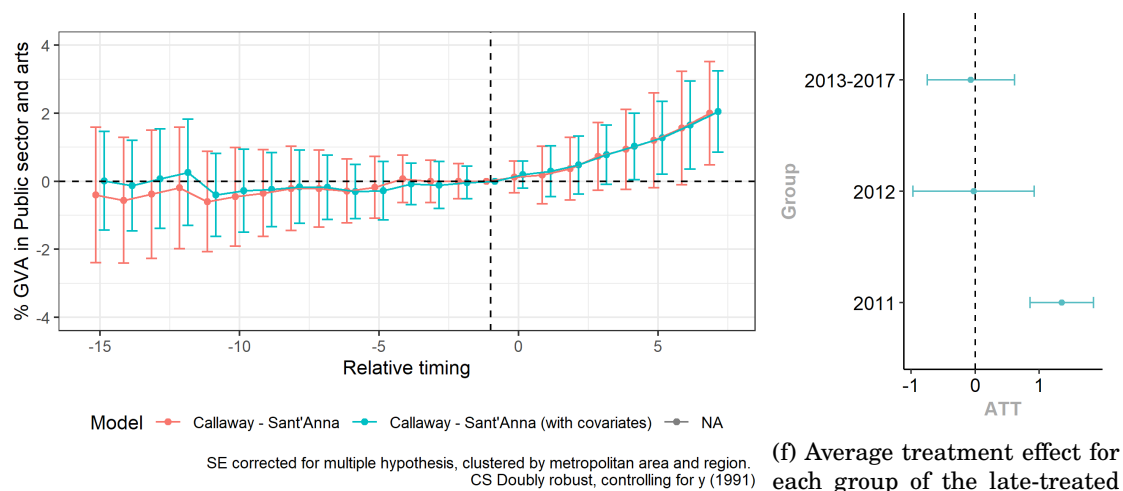 4
2
0
-2
-4
% GVA in Public sector and arts
-15 -10 -5 0 5
Relative timing
Model Callaway - Sant'Anna Callaway - Sant'Anna (with covariates) NA
SE corrected for multiple hypothesis, clustered by metropolitan area and region.
CS Doubly robust, controlling for y (1991)
2013-2017
2012
2011
Group
-1 0 1
ATT
(f) Average treatment effect for
each group of the late-treated